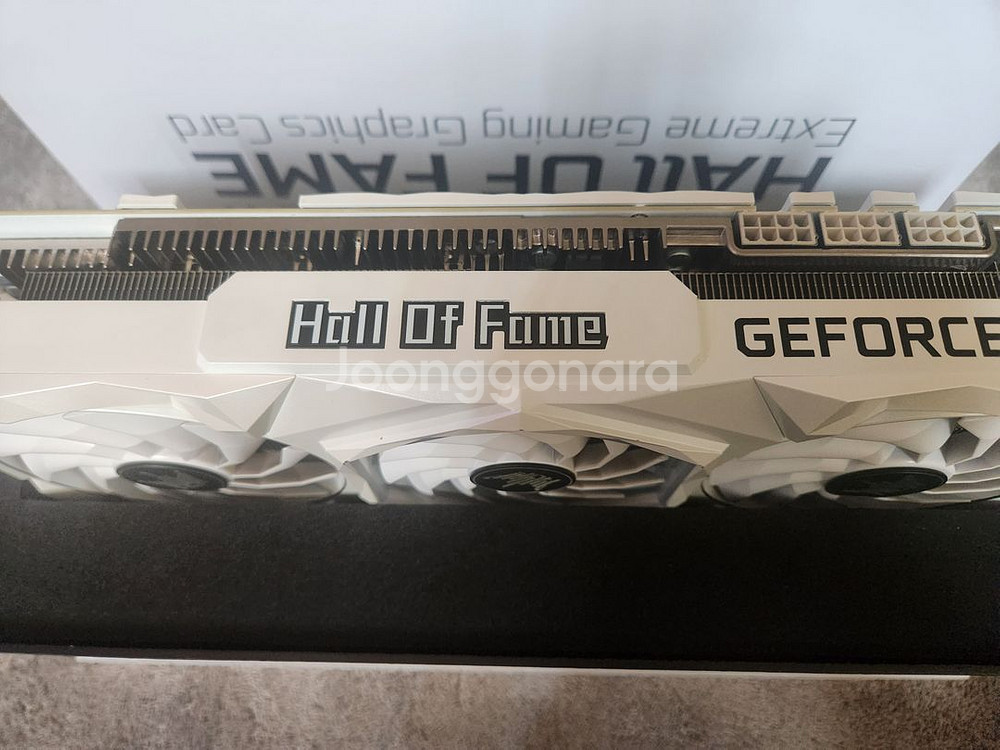 HALL OF FAME
Extreme Gaming Graphics Card
Hall Of Fame
GEFORCE
Joonggonara